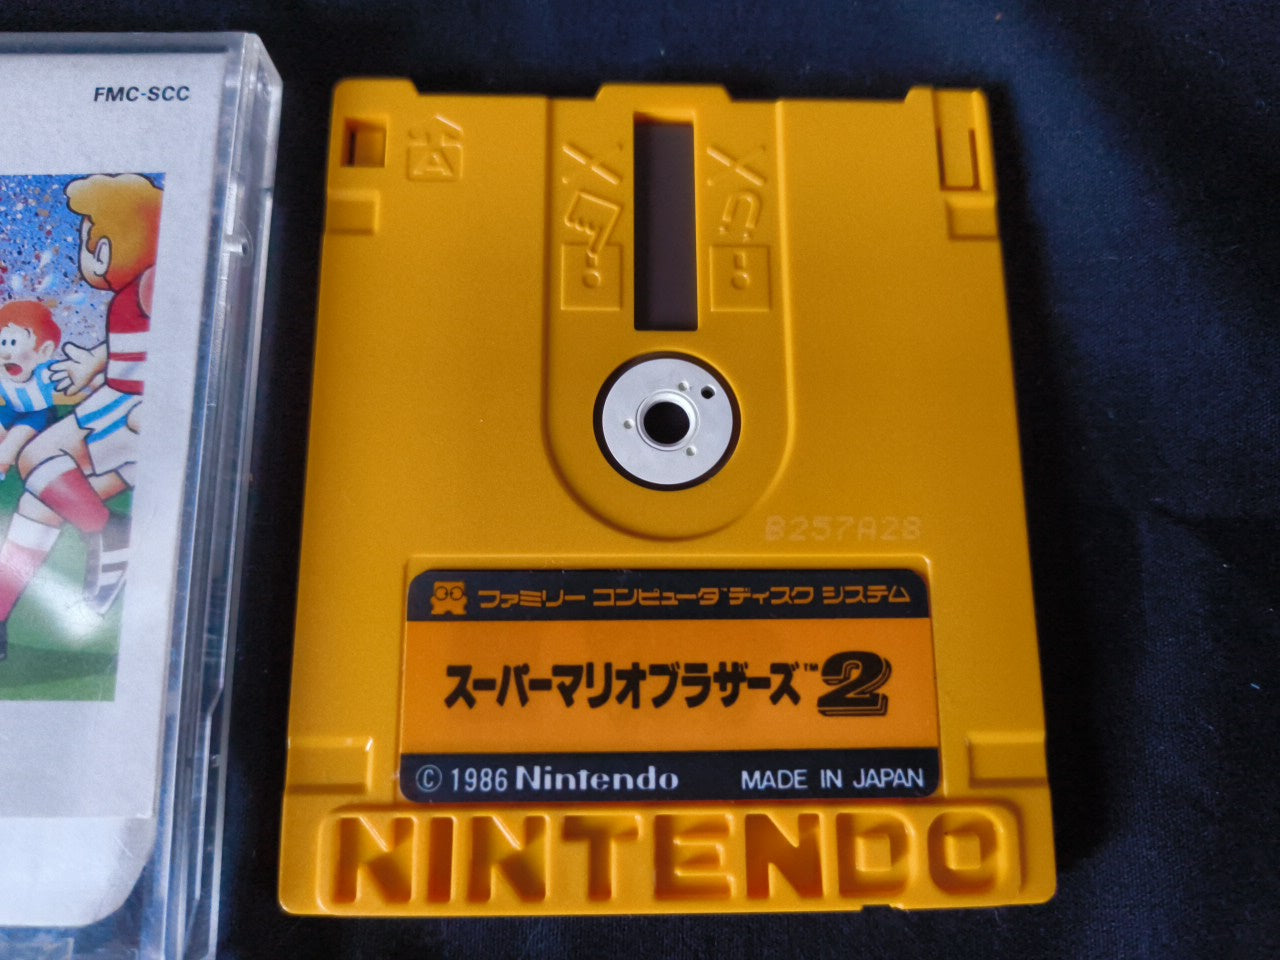 FMC-SCC
A
B257A28
ファミリー コンピュータ™ ディスク システム
スーパーマリオブラザーズ™2
© 1986 Nintendo MADE IN JAPAN
NINTENDO